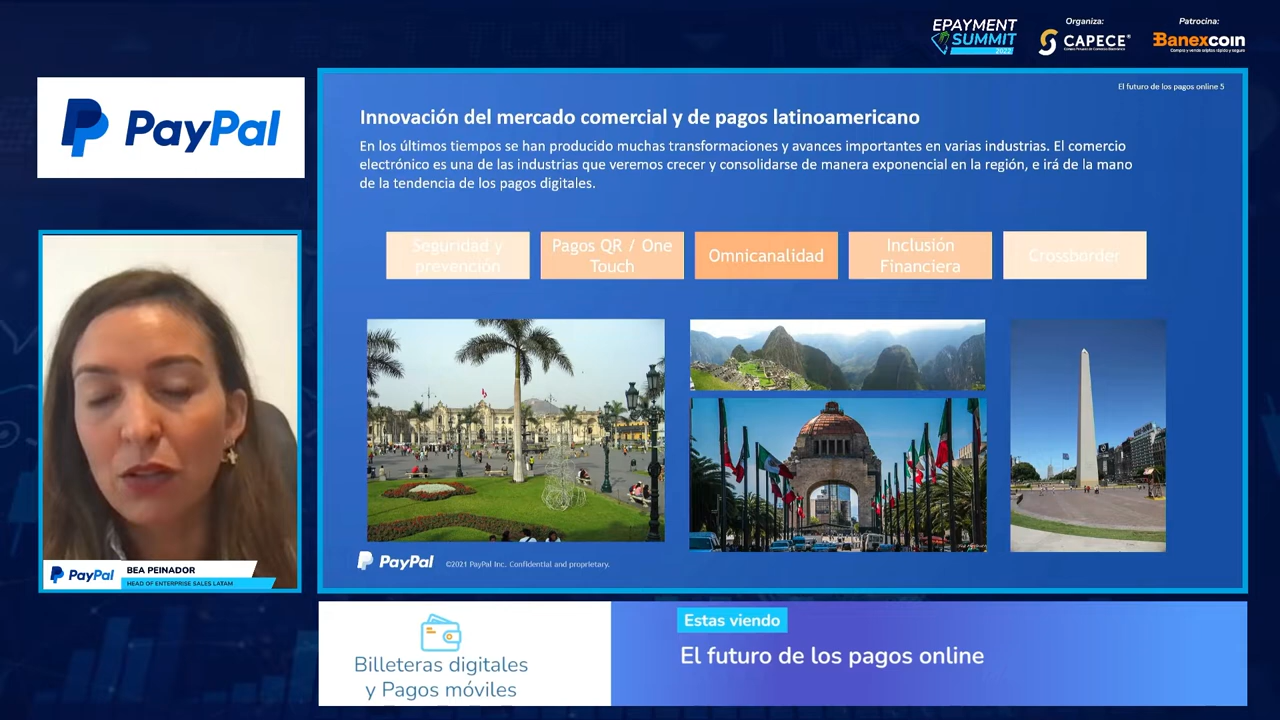 EPAYMENT
SUMMIT
2022
Organiza:
CAPECE
Patrocina:
Banexcoin
Compra y vende criptos rápido y seguro
PayPal
El futuro de los pagos online 5
Innovación del mercado comercial y de pagos latinoamericano
En los últimos tiempos se han producido muchas transformaciones y avances importantes en varias industrias. El comercio
electrónico es una de las industrias que veremos crecer y consolidarse de manera exponencial en la región, e irá de la mano
de la tendencia de los pagos digitales.
Seguridad y
prevención
Pagos QR / One
Touch
Omnicanalidad
Inclusión
Financiera
Crossborder
PayPal
©2021 PayPal Inc. Confidential and proprietary.
PayPal
BEA PEINADOR
HEAD OF ENTERPRISE SALES LATAM
Billeteras digitales
y Pagos móviles
Estas viendo
El futuro de los pagos online